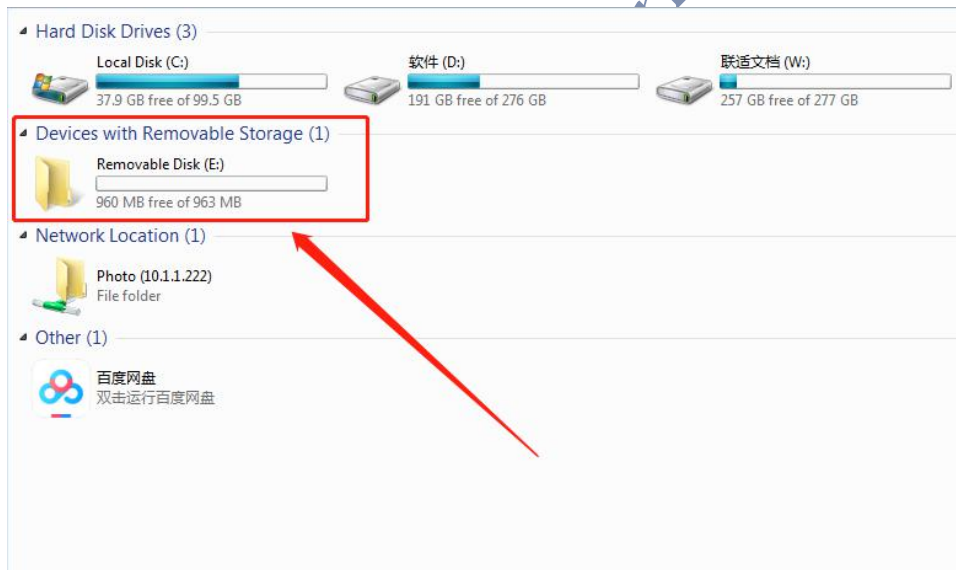 Hard Disk Drives (3)
Local Disk (C:)
37.9 GB free of 99.5 GB
软件 (D:)
191 GB free of 276 GB
联适文档 (W:)
257 GB free of 277 GB
Devices with Removable Storage (1)
Removable Disk (E:)
960 MB free of 963 MB
Network Location (1)
Photo (10.1.1.222)
File folder
Other (1)
百度网盘
双击运行百度网盘